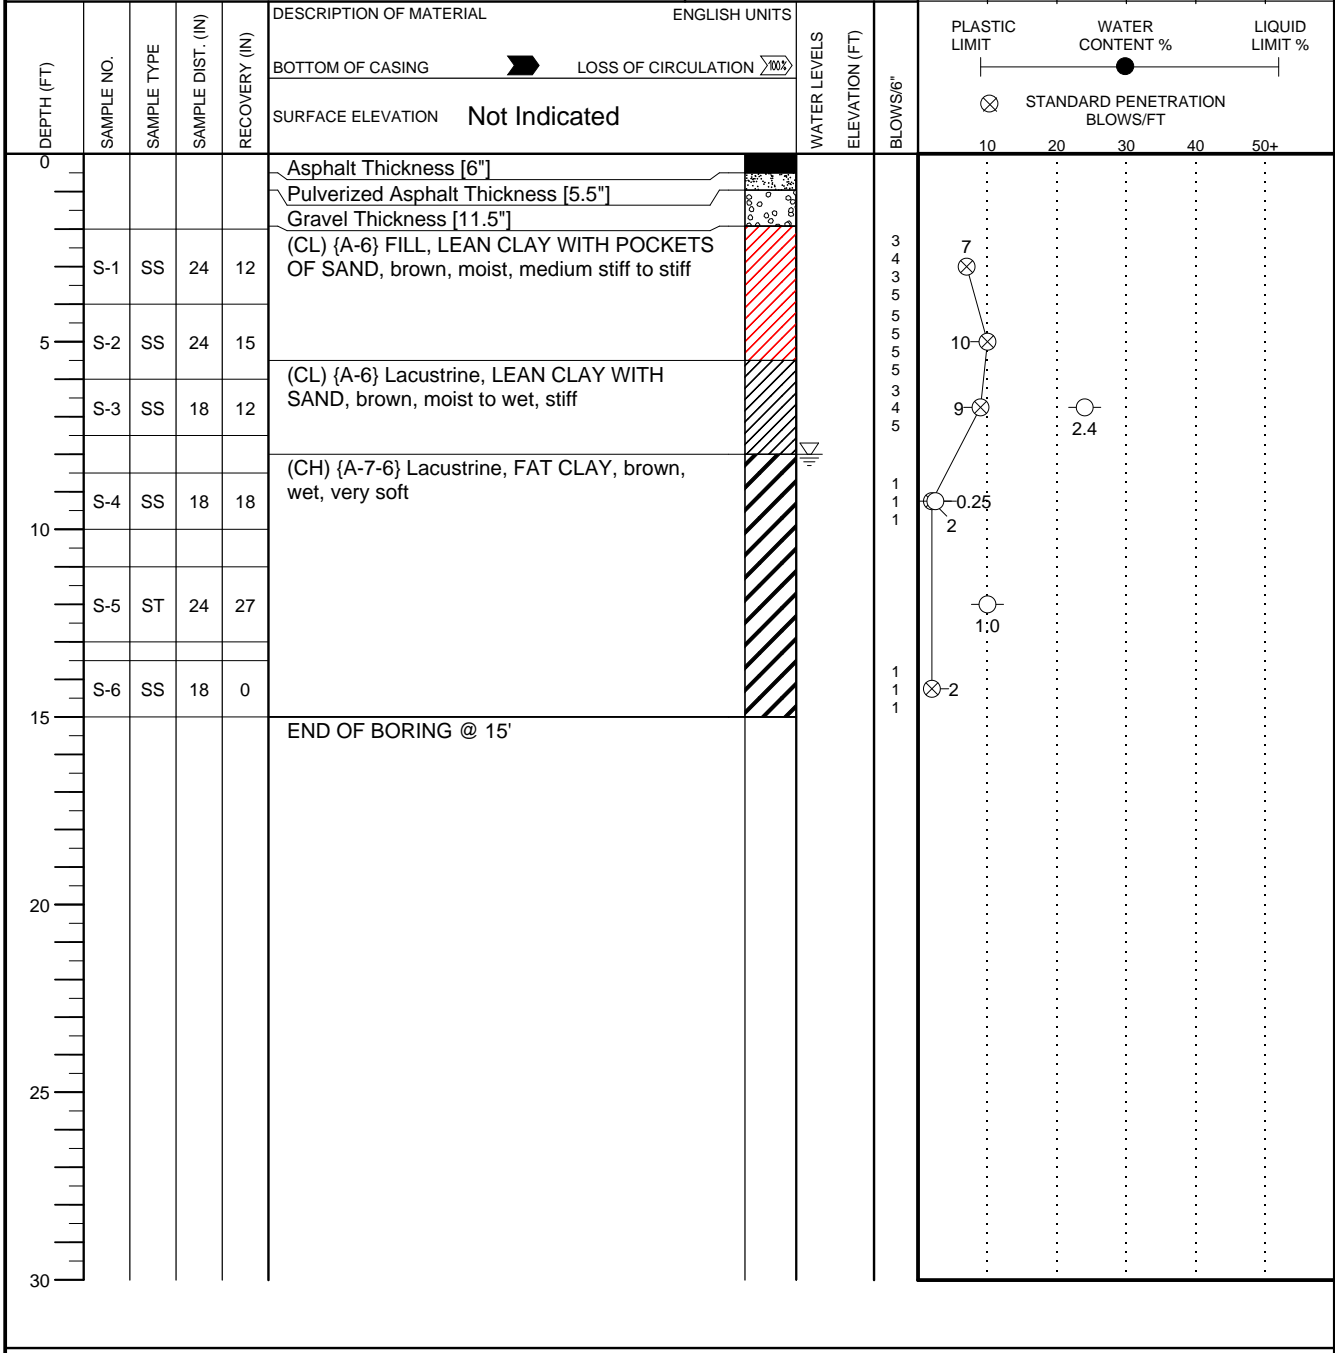 DESCRIPTION OF MATERIAL ENGLISH UNITS
BOTTOM OF CASING LOSS OF CIRCULATION 100%
SURFACE ELEVATION Not Indicated
DEPTH (FT)
SAMPLE NO.
SAMPLE TYPE
SAMPLE DIST. (IN)
RECOVERY (IN)
WATER LEVELS
ELEVATION (FT)
BLOWS/6"
PLASTIC LIMIT
WATER CONTENT %
LIQUID LIMIT %
STANDARD PENETRATION
BLOWS/FT
10 20 30 40 50+
0
Asphalt Thickness [6"]
Pulverized Asphalt Thickness [5.5"]
Gravel Thickness [11.5"]
(CL) {A-6} FILL, LEAN CLAY WITH POCKETS
OF SAND, brown, moist, medium stiff to stiff
S-1 SS 24 12
3
4
3
5
7
5
S-2 SS 24 15
5
5
5
5
10
(CL) {A-6} Lacustrine, LEAN CLAY WITH
SAND, brown, moist to wet, stiff
S-3 SS 18 12
3
4
5
9
2.4
(CH) {A-7-6} Lacustrine, FAT CLAY, brown,
wet, very soft
S-4 SS 18 18
1
1
1
0.25
2
10
S-5 ST 24 27
1.0
S-6 SS 18 0
1
1
1
2
15
END OF BORING @ 15'
20
25
30